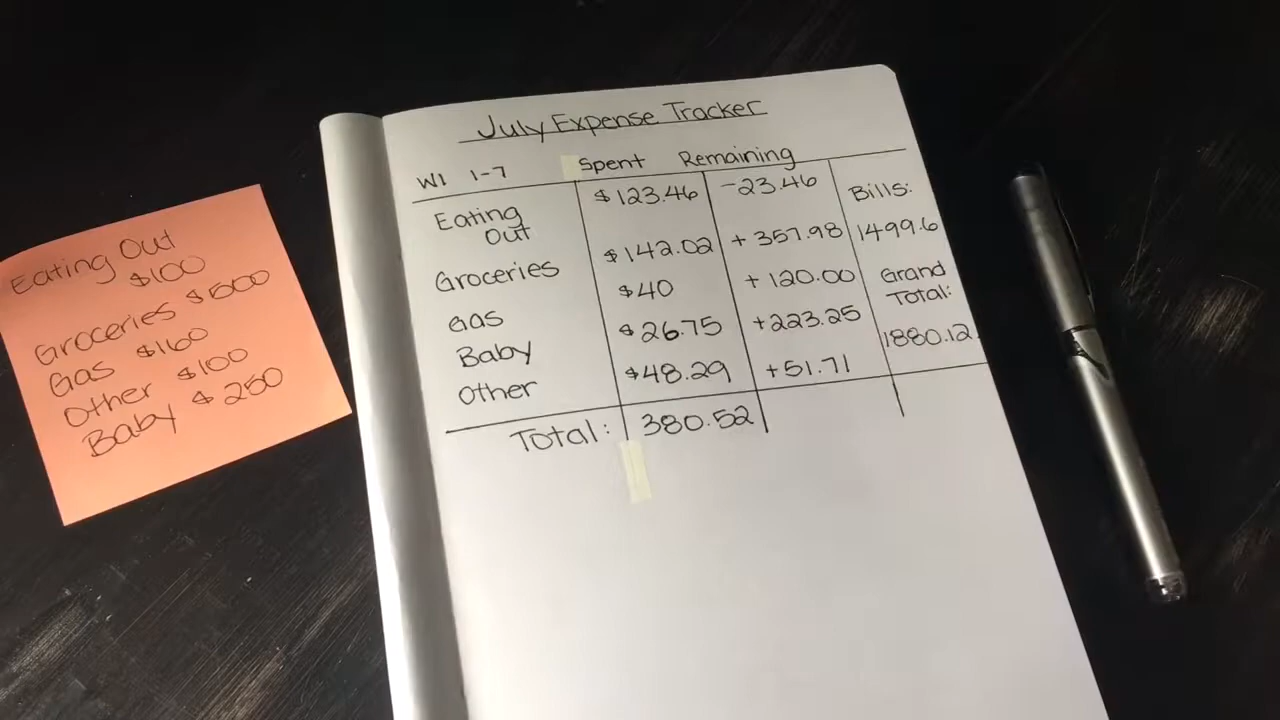 Eating Out
$100
Groceries $500
Gas $160
Other $100
Baby $250
July Expense Tracker
W1 1-7 Spent Remaining
Eating Out $123.46 -23.46
Groceries $142.02 +357.98
Gas $40 +120.00
Baby $26.75 +223.25
Other $48.29 +51.71
Total: 380.52
Bills:
1499.6
Grand
Total:
1880.12